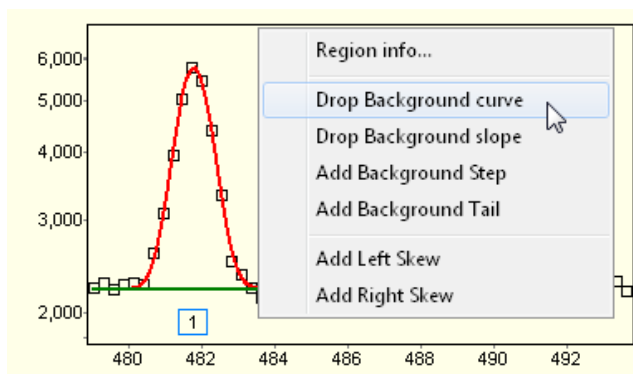 6,000
5,000
4,000
3,000
2,000
Region info...
Drop Background curve
Drop Background slope
Add Background Step
Add Background Tail
Add Left Skew
Add Right Skew
1
480 482 484 486 488 490 492